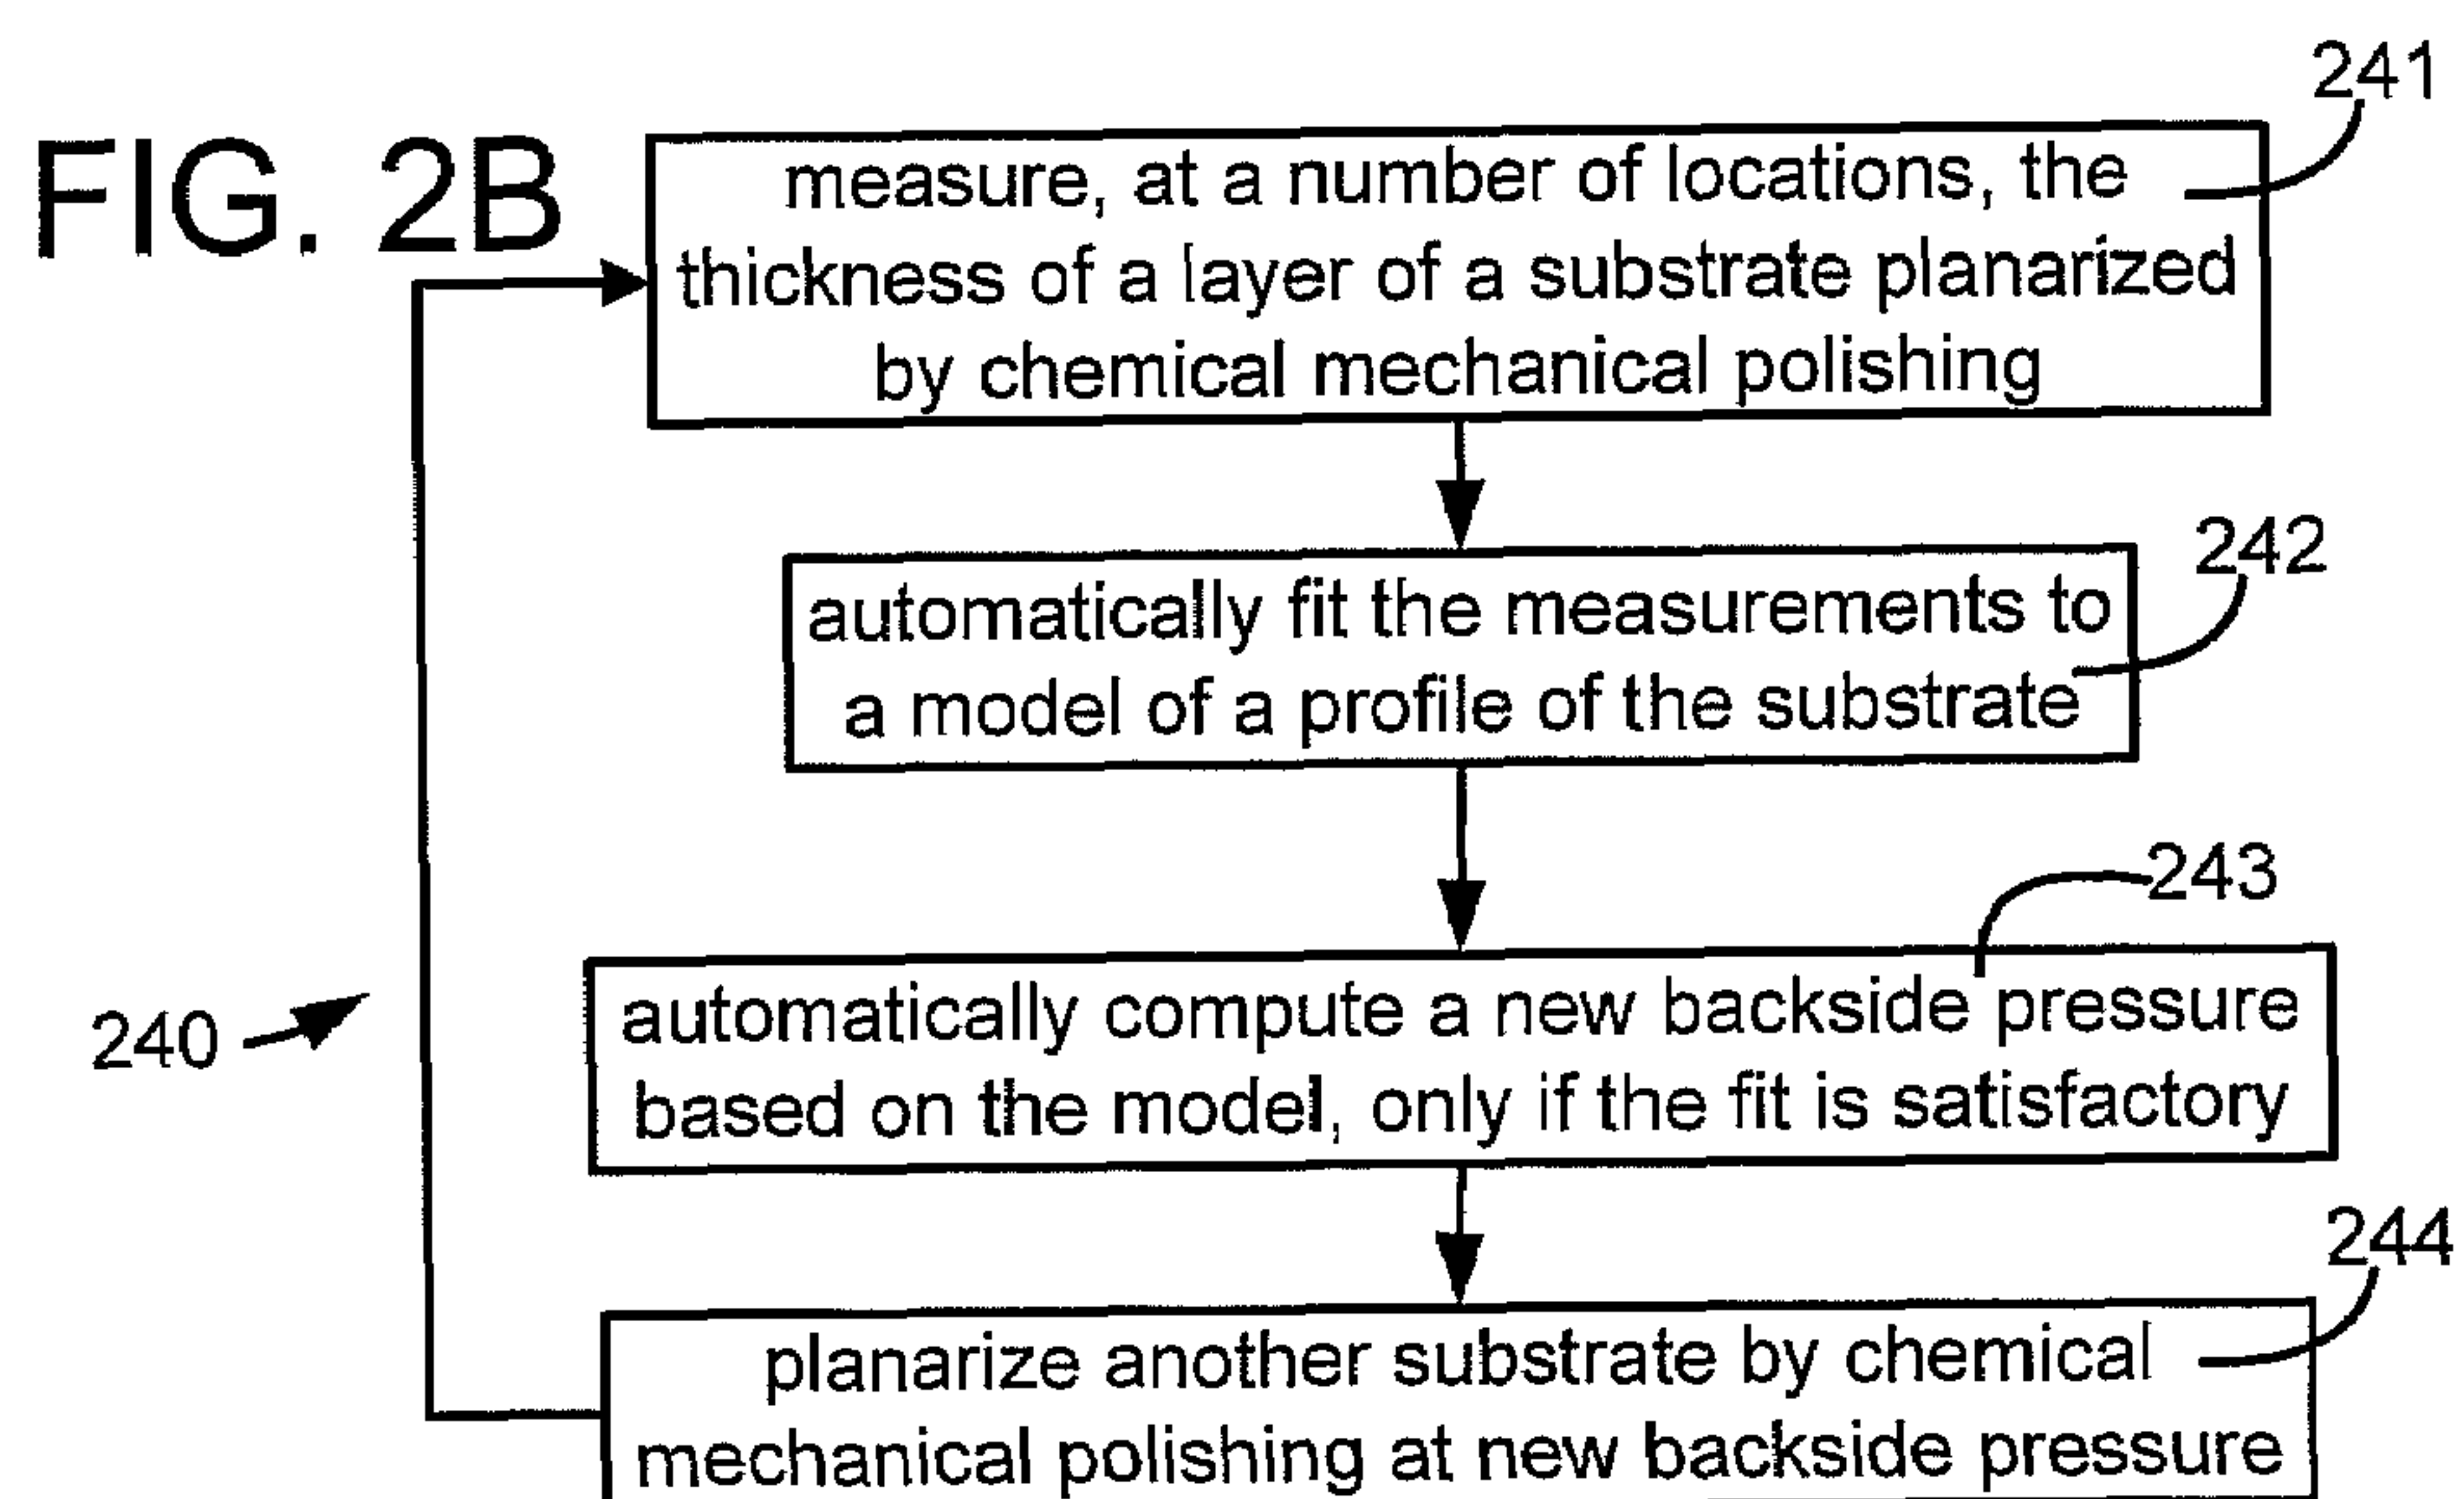 FIG. 2B
241
measure, at a number of locations, the
thickness of a layer of a substrate planarized
by chemical mechanical polishing
242
automatically fit the measurements to
a model of a profile of the substrate
243
automatically compute a new backside pressure
based on the model, only if the fit is satisfactory
240
244
planarize another substrate by chemical
mechanical polishing at new backside pressure